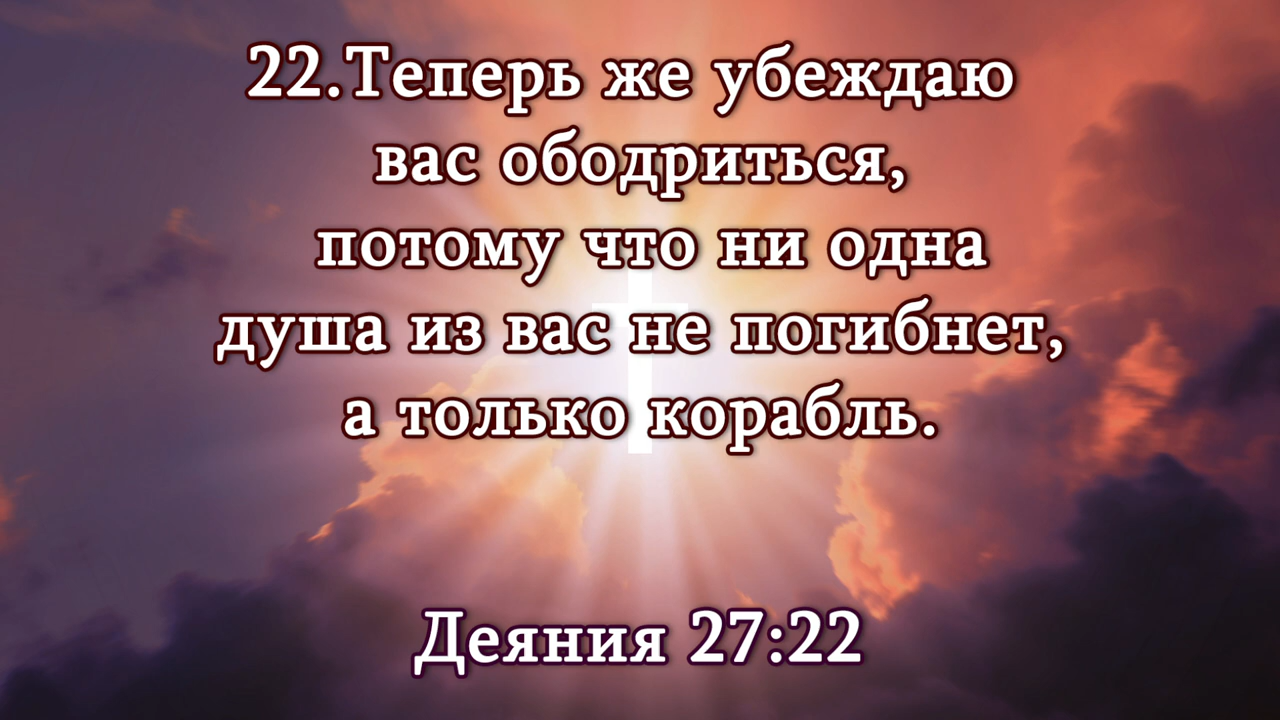 22.Теперь же убеждаю
вас ободриться,
потому что ни одна
душа из вас не погибнет,
а только корабль.
Деяния 27:22